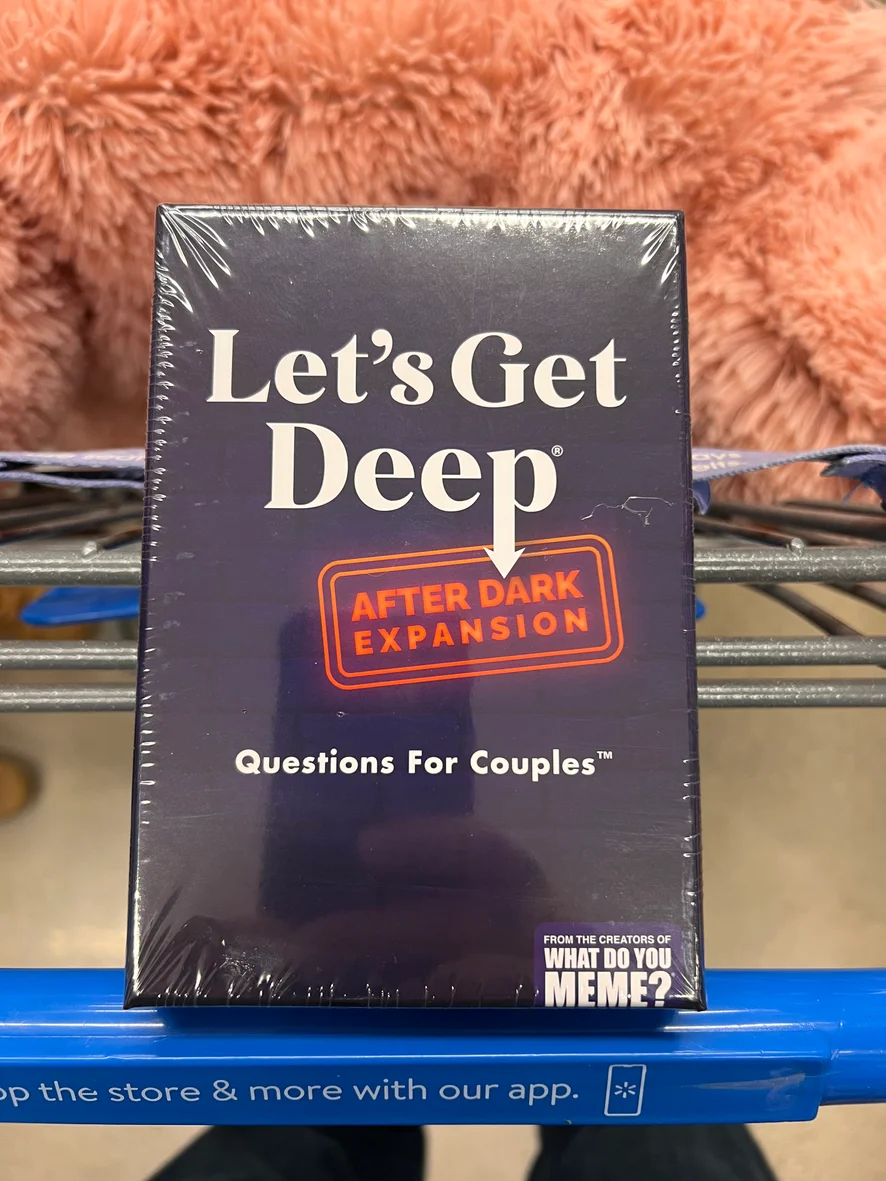 Let's Get
Deep®
AFTER DARK
EXPANSION
Questions For Couples™
FROM THE CREATORS OF
WHAT DO YOU
MEME?®
the store & more with our app.